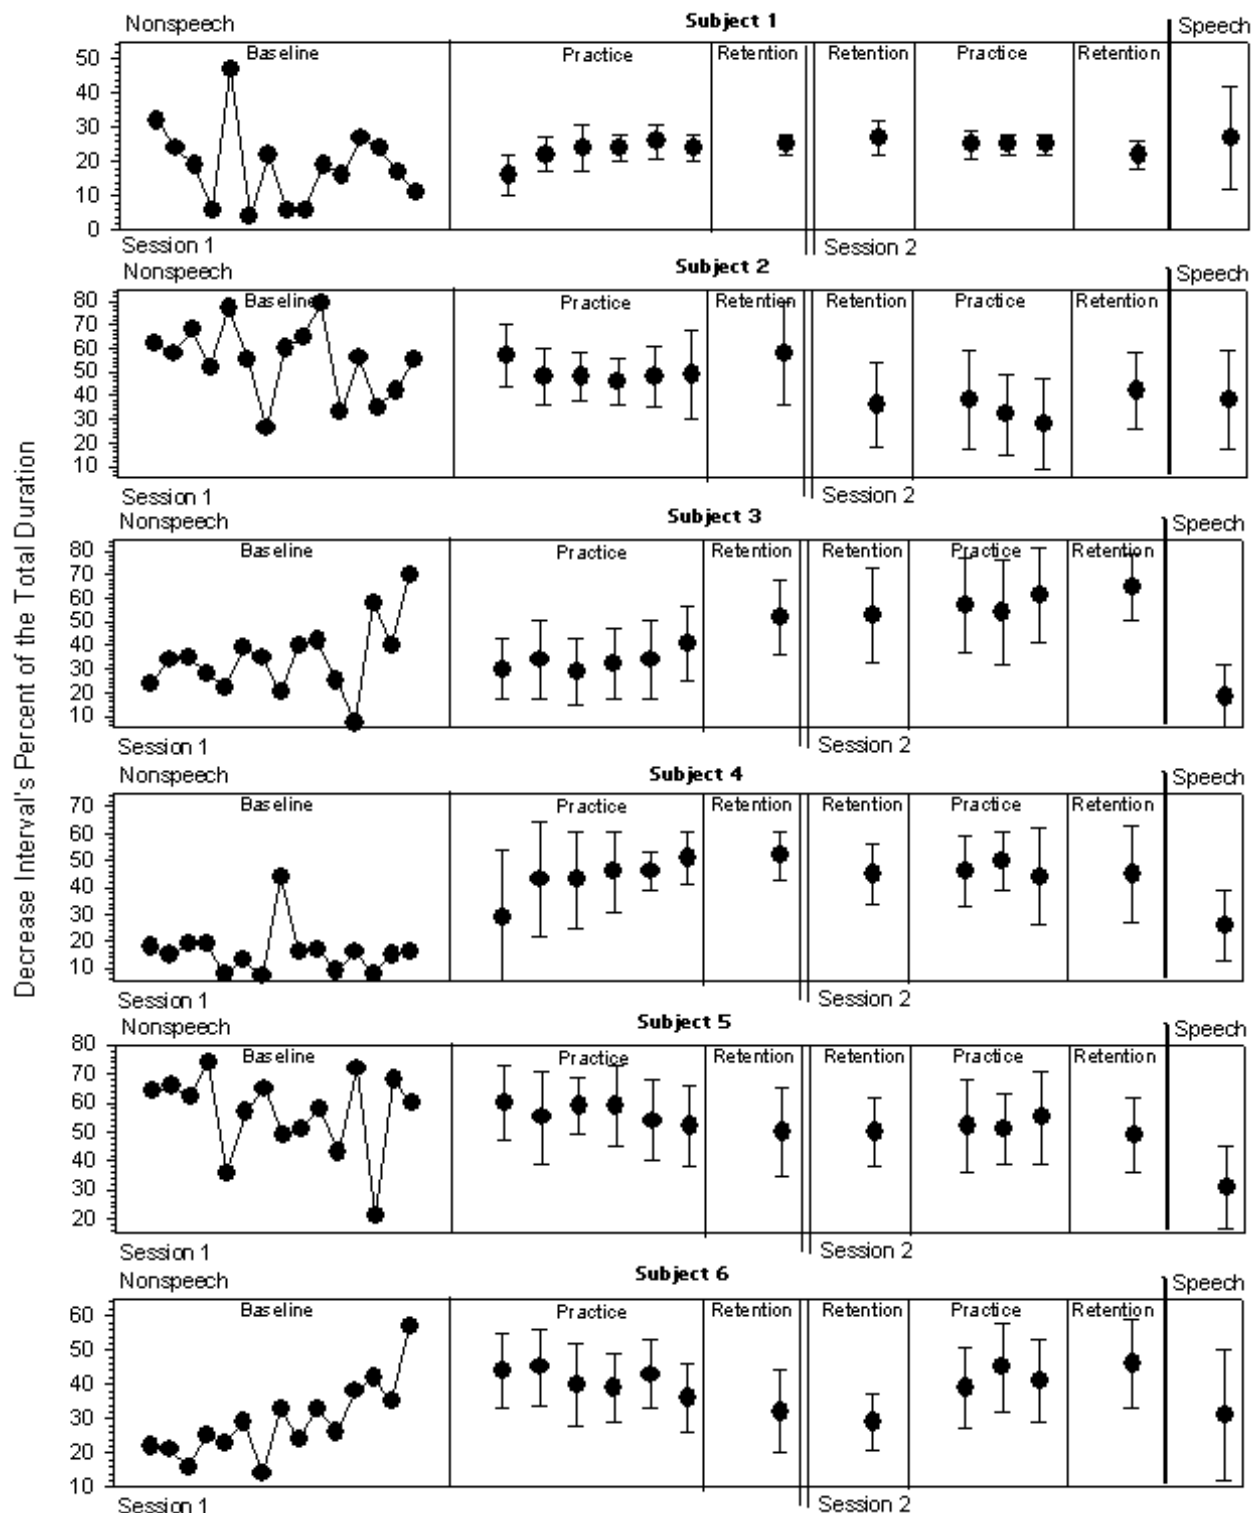 Decrease Interval's Percent of the Total Duration
Nonspeech Subject 1 Speech
Baseline Practice Retention Retention Practice Retention
50
40
30
20
10
0
Session 1 Session 2
Nonspeech Subject 2 Speech
Baseline Practice Retention Retention Practice Retention
80
70
60
50
40
30
20
10
Session 1 Session 2
Nonspeech Subject 3 Speech
Baseline Practice Retention Retention Practice Retention
80
70
60
50
40
30
20
10
Session 1 Session 2
Nonspeech Subject 4 Speech
Baseline Practice Retention Retention Practice Retention
70
60
50
40
30
20
10
Session 1 Session 2
Nonspeech Subject 5 Speech
Baseline Practice Retention Retention Practice Retention
80
70
60
50
40
30
20
Session 1 Session 2
Nonspeech Subject 6 Speech
Baseline Practice Retention Retention Practice Retention
60
50
40
30
20
10
Session 1 Session 2